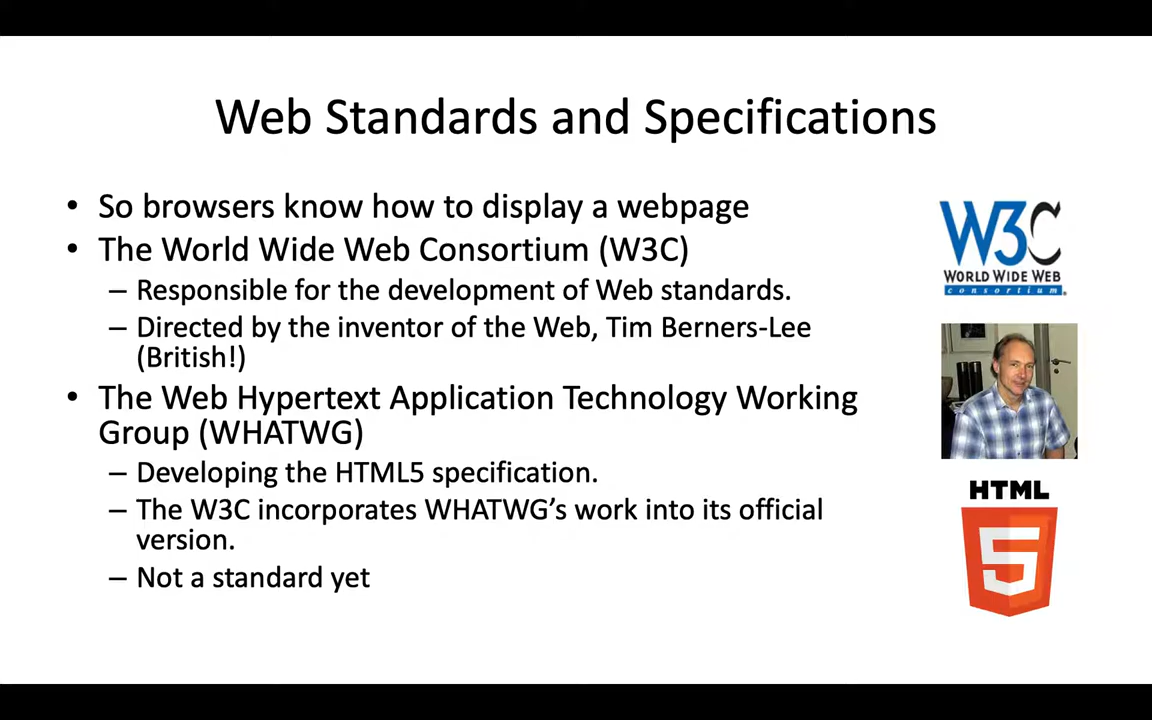 Web Standards and Specifications
• So browsers know how to display a webpage
• The World Wide Web Consortium (W3C)
– Responsible for the development of Web standards.
– Directed by the inventor of the Web, Tim Berners-Lee
(British!)
• The Web Hypertext Application Technology Working
Group (WHATWG)
– Developing the HTML5 specification.
– The W3C incorporates WHATWG’s work into its official
version.
– Not a standard yet
W3C
WORLD WIDE WEB
consortium
HTML
5